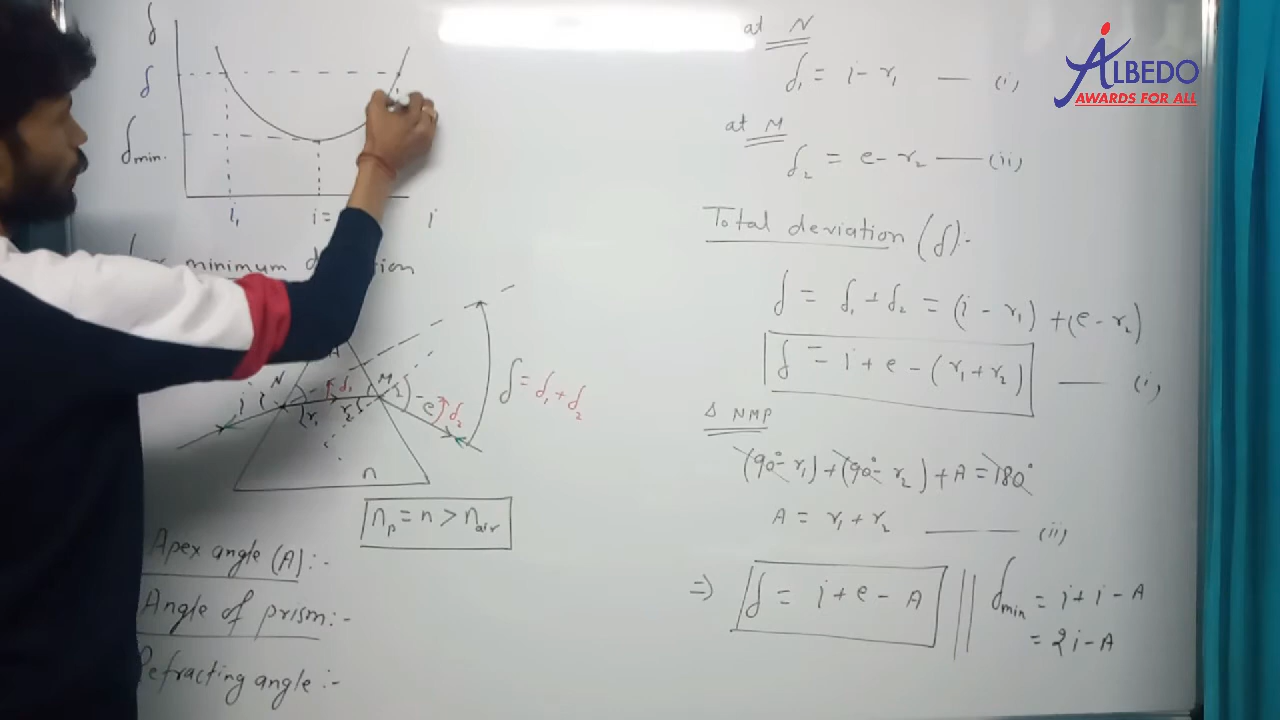 δ
δ
δmin.
i₁
i =
i
minimum
A
N
M
i
i
r₁
r₂
δ₁
e
δ₂
δ = δ₁ + δ₂
n
nₚ = n > nair
Apex angle (A) :-
Angle of prism :-
Refracting angle :-
at N
δ₁ = i - r₁ — (i)
at M
δ₂ = e - r₂ — (ii)
Total deviation (δ) :-
δ = δ₁ + δ₂ = (i - r₁) + (e - r₂)
δ = i + e - (r₁ + r₂) — (i)
Δ NMP
(90° - r₁) + (90° - r₂) + A = 180°
A = r₁ + r₂ — (ii)
⇒ δ = i + e - A || δmin = i + i - A
= 2i - A
ALBEDO
AWARDS FOR ALL